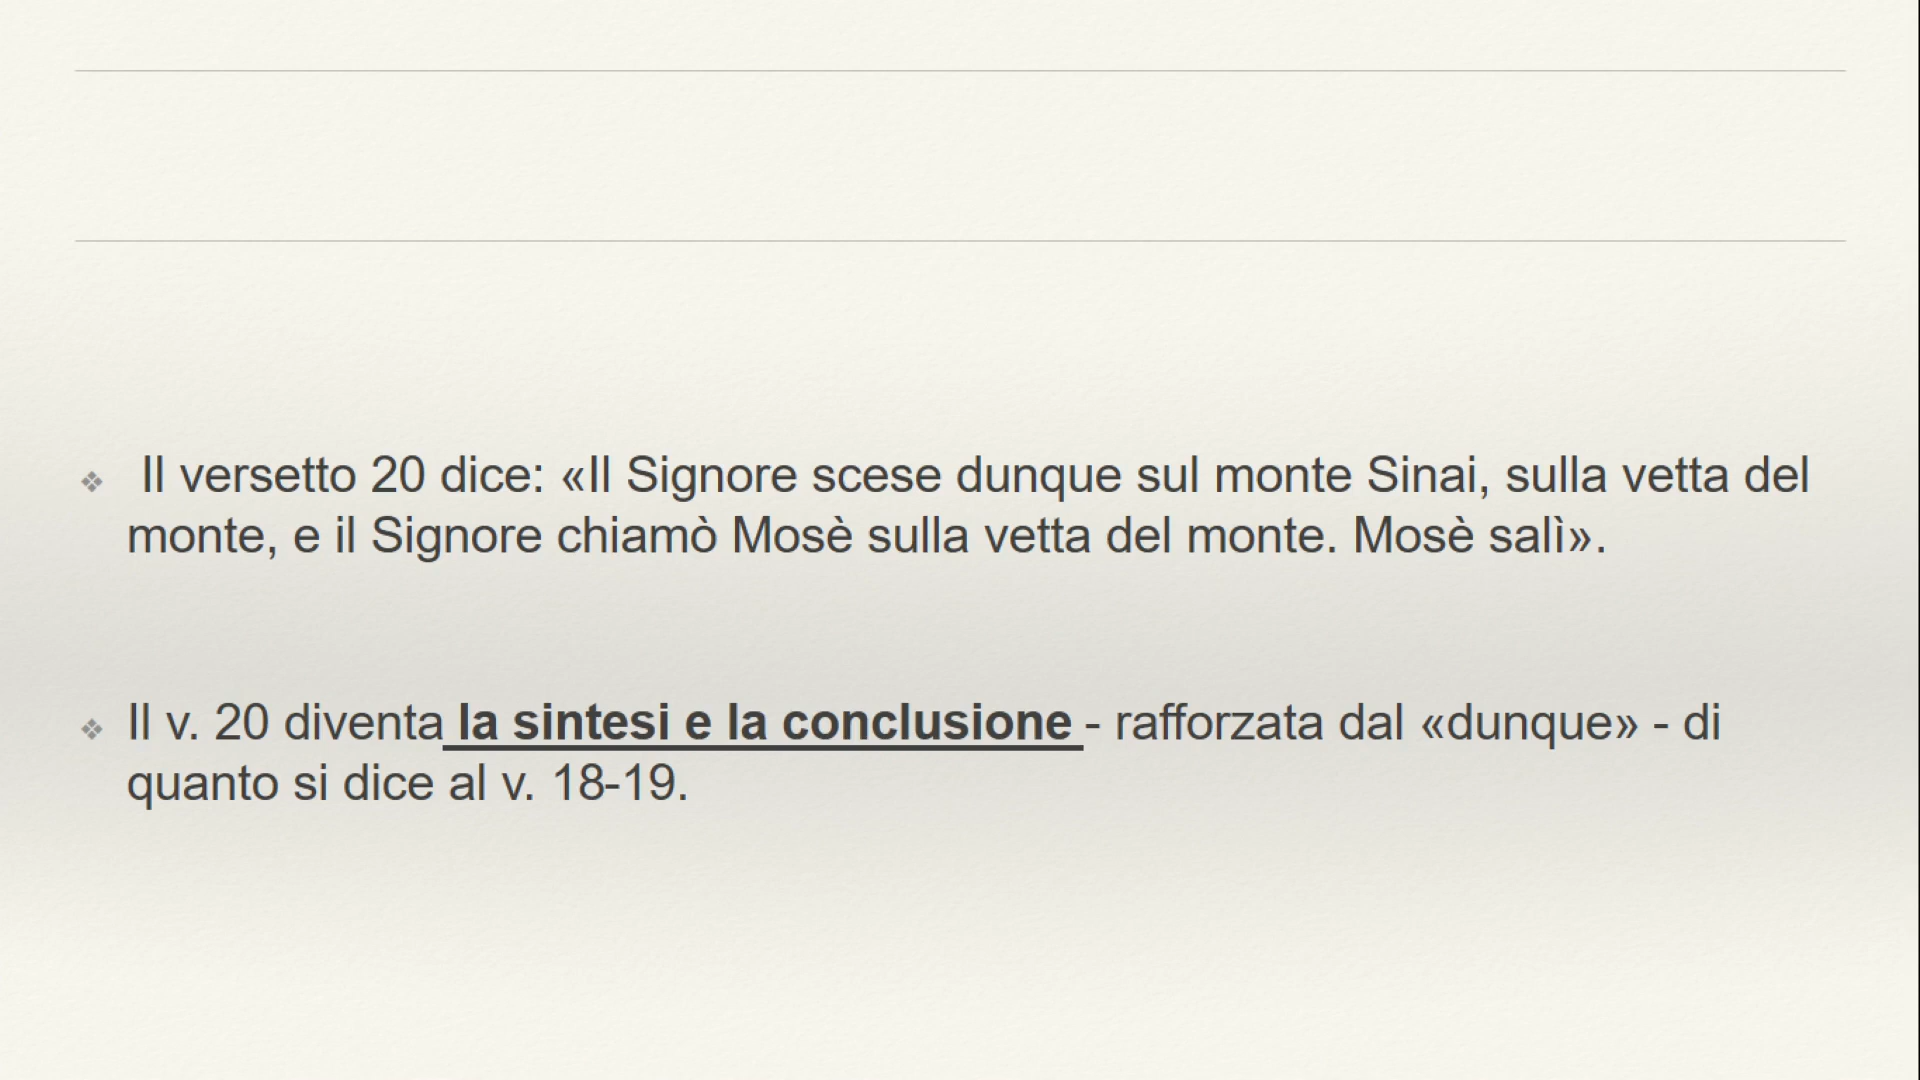 ❖ Il versetto 20 dice: «Il Signore scese dunque sul monte Sinai, sulla vetta del
monte, e il Signore chiamò Mosè sulla vetta del monte. Mosè salì».
❖ Il v. 20 diventa la sintesi e la conclusione - rafforzata dal «dunque» - di
quanto si dice al v. 18-19.